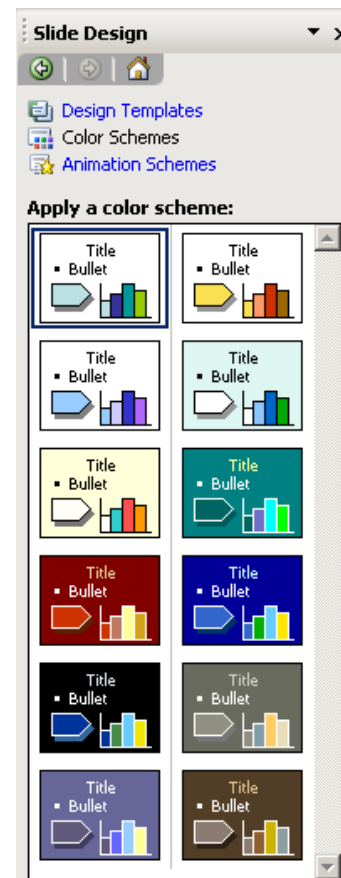 Slide Design
Design Templates
Color Schemes
Animation Schemes
Apply a color scheme:
Title
▪ Bullet
Title
▪ Bullet
Title
▪ Bullet
Title
▪ Bullet
Title
▪ Bullet
Title
▪ Bullet
Title
▪ Bullet
Title
▪ Bullet
Title
▪ Bullet
Title
▪ Bullet
Title
▪ Bullet
Title
▪ Bullet